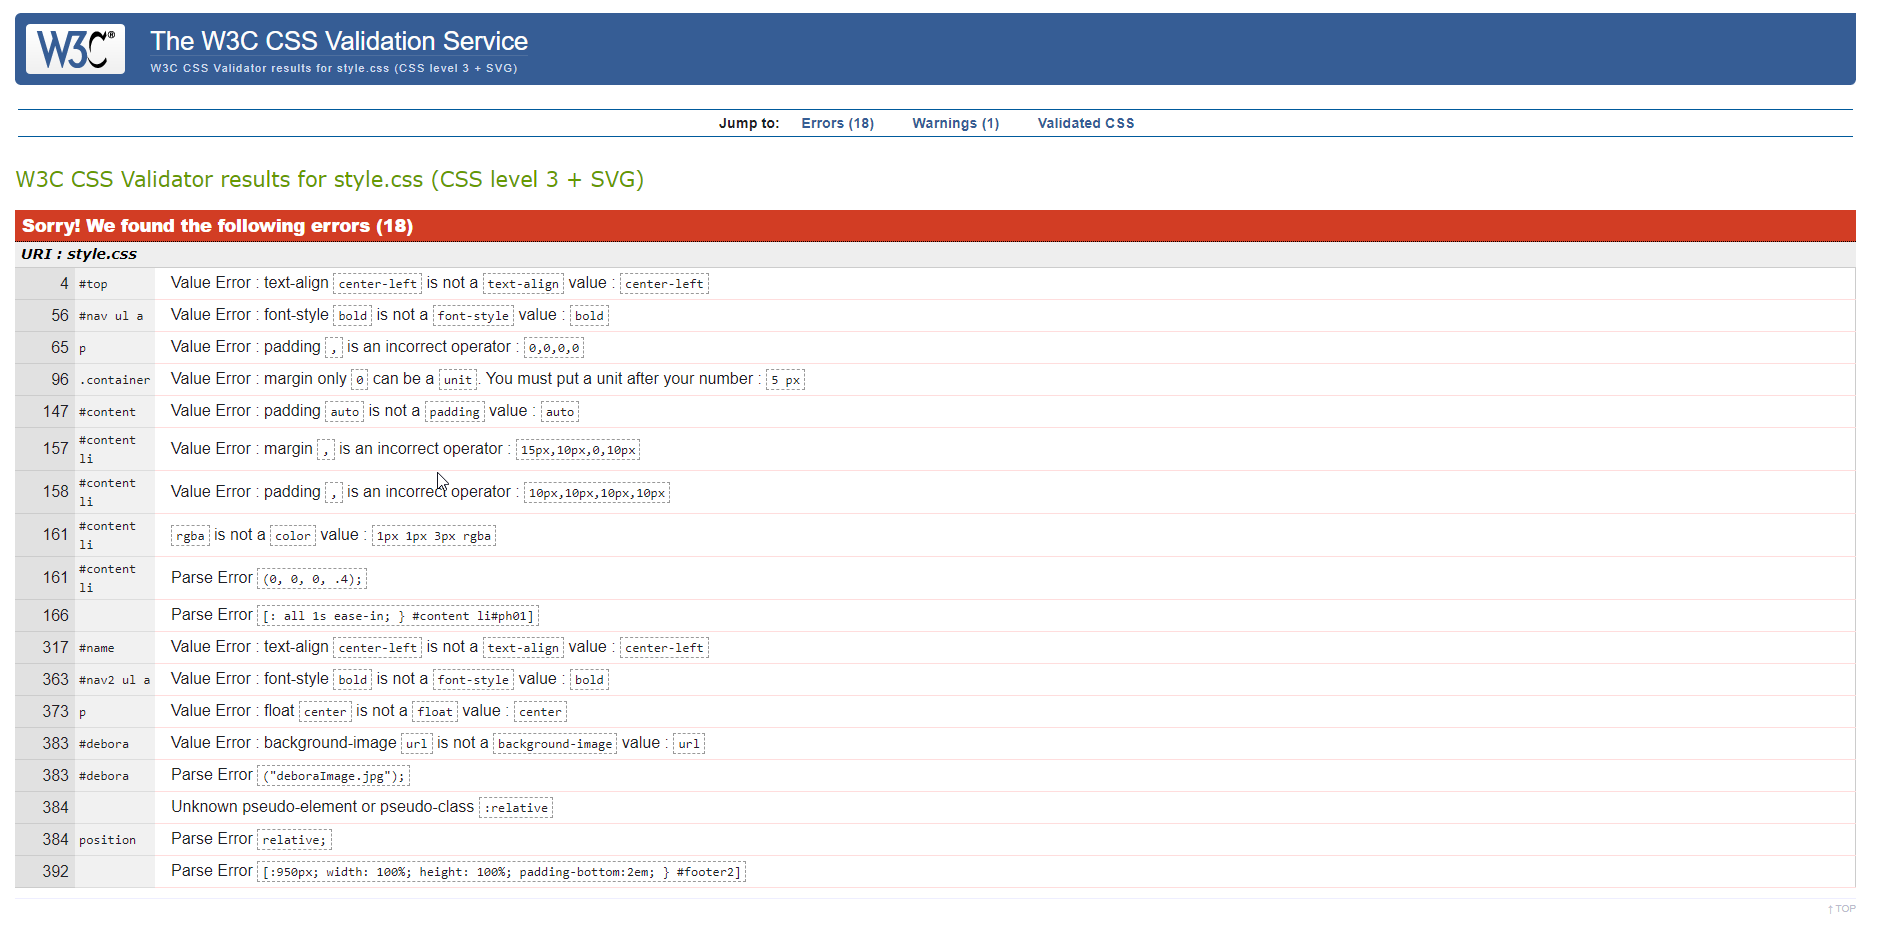 W3C®
The W3C CSS Validation Service
W3C CSS Validator results for style.css (CSS level 3 + SVG)
Jump to: Errors (18) Warnings (1) Validated CSS
W3C CSS Validator results for style.css (CSS level 3 + SVG)
Sorry! We found the following errors (18)
URI : style.css
4 #top Value Error : text-align center-left is not a text-align value : center-left
56 #nav ul a Value Error : font-style bold is not a font-style value : bold
65 p Value Error : padding , is an incorrect operator : 0,0,0,0
96 .container Value Error : margin only 0 can be a unit. You must put a unit after your number : 5 px
147 #content Value Error : padding auto is not a padding value : auto
157 #content li Value Error : margin , is an incorrect operator : 15px,10px,0,10px
158 #content li Value Error : padding , is an incorrect operator : 10px,10px,10px,10px
161 #content li rgba is not a color value : 1px 1px 3px rgba
161 #content li Parse Error (0, 0, 0, .4);
166 Parse Error [: all 1s ease-in; } #content li#ph01]
317 #name Value Error : text-align center-left is not a text-align value : center-left
363 #nav2 ul a Value Error : font-style bold is not a font-style value : bold
373 p Value Error : float center is not a float value : center
383 #debora Value Error : background-image url is not a background-image value : url
383 #debora Parse Error ("deboraImage.jpg");
384 Unknown pseudo-element or pseudo-class :relative
384 position Parse Error relative;
392 Parse Error [:950px; width: 100%; height: 100%; padding-bottom:2em; } #footer2]
↑ TOP